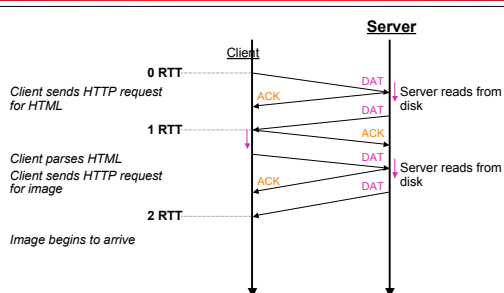 Server
Client
0 RTT
DAT
Client sends HTTP request
for HTML
ACK
Server reads from
disk
DAT
1 RTT
ACK
Client parses HTML
DAT
Client sends HTTP request
for image
ACK
Server reads from
disk
DAT
2 RTT
Image begins to arrive